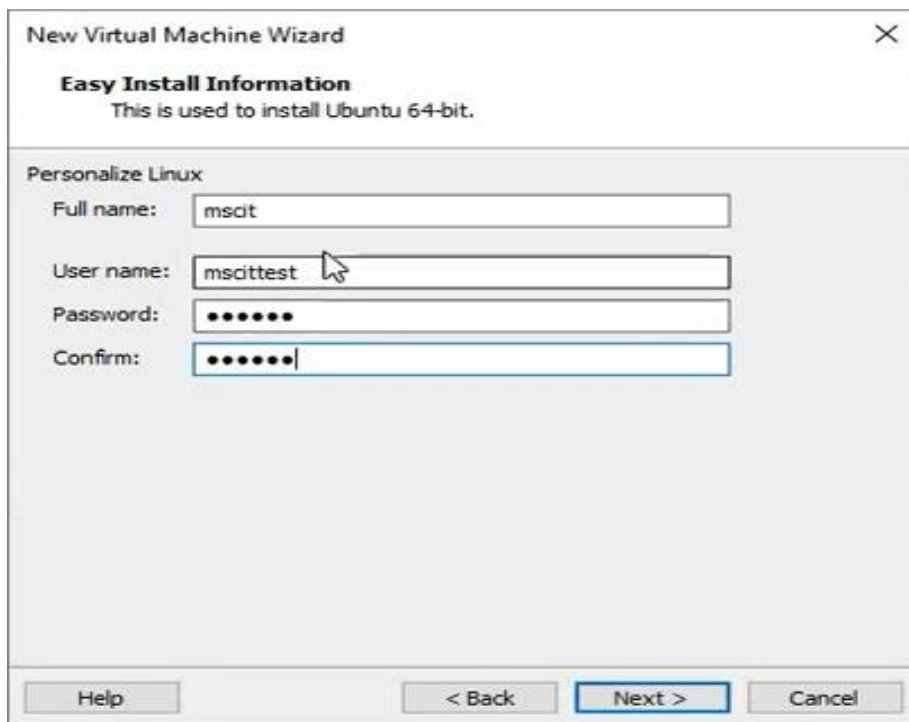 New Virtual Machine Wizard
Easy Install Information
This is used to install Ubuntu 64-bit.
Personalize Linux
Full name: mscit
User name: mscittest
Password: ●●●●●●
Confirm: ●●●●●●
Help < Back Next > Cancel